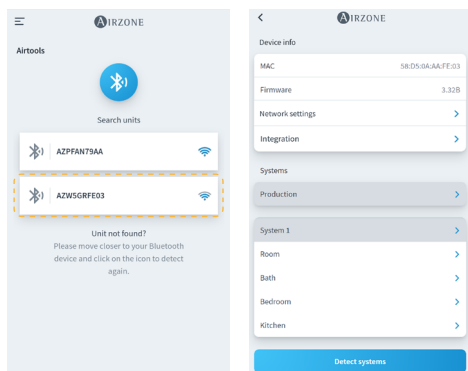 AIRZONE
Airtools
Search units
AZPFAN79AA
AZW5GRFE03
Unit not found?
Please move closer to your Bluetooth
device and click on the icon to detect
again.
AIRZONE
Device info
MAC 58:D5:0A:AA:FE:03
Firmware 3.32B
Network settings
Integration
Systems
Production
System 1
Room
Bath
Bedroom
Kitchen
Detect systems